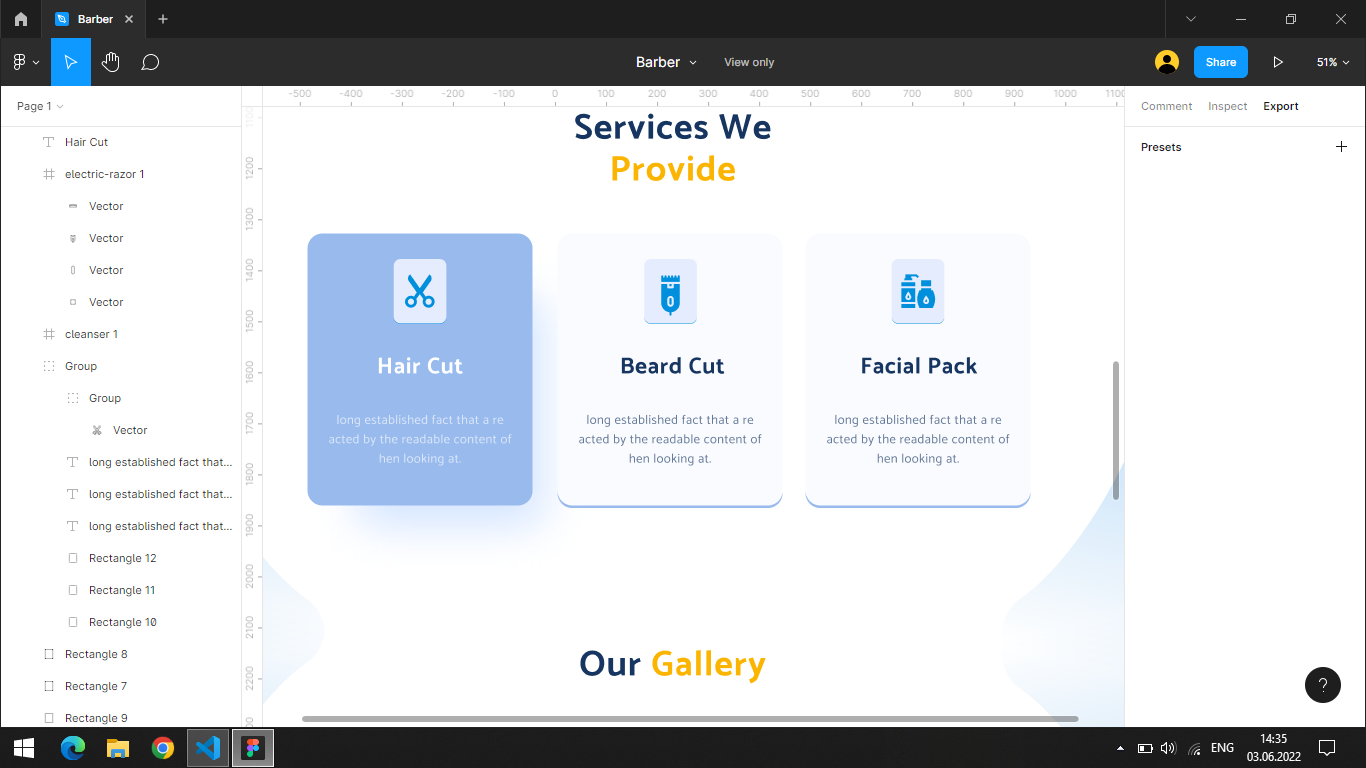 Barber
Barber
View only
Share
51%
Page 1
Hair Cut
electric-razor 1
Vector
Vector
Vector
Vector
cleanser 1
Group
Group
Vector
long established fact that...
long established fact that...
long established fact that...
Rectangle 12
Rectangle 11
Rectangle 10
Rectangle 8
Rectangle 7
Rectangle 9
-500 -400 -300 -200 -100 0 100 200 300 400 500 600 700 800 900 1000 1100
1100
1200
1300
1400
1500
1600
1700
1800
1900
2000
2100
2200
Services We
Provide
Hair Cut
long established fact that a re
acted by the readable content of
hen looking at.
Beard Cut
long established fact that a re
acted by the readable content of
hen looking at.
Facial Pack
long established fact that a re
acted by the readable content of
hen looking at.
Our Gallery
Comment Inspect Export
Presets
?
ENG
14:35
03.06.2022